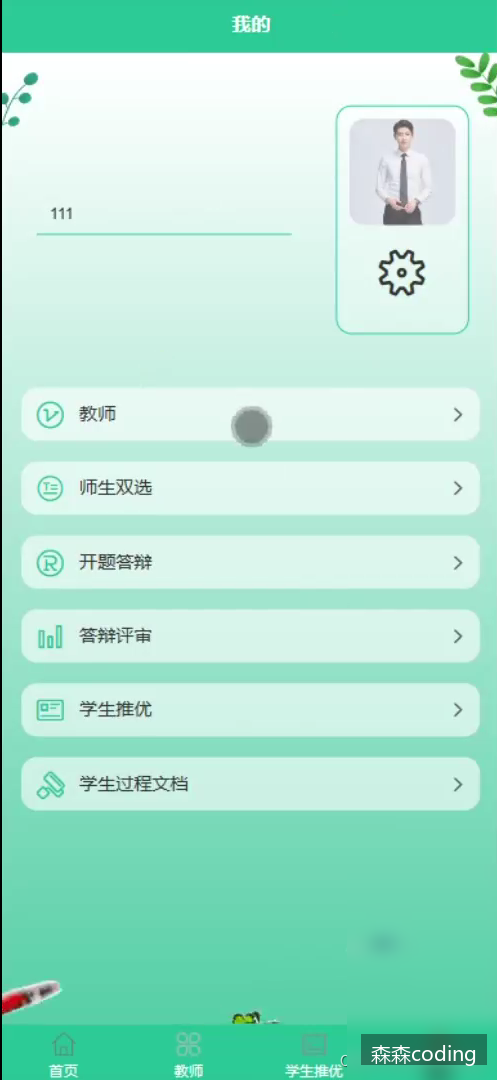 我的
111
教师
师生双选
开题答辩
答辩评审
学生推优
学生过程文档
首页
教师
学生推优
森森coding